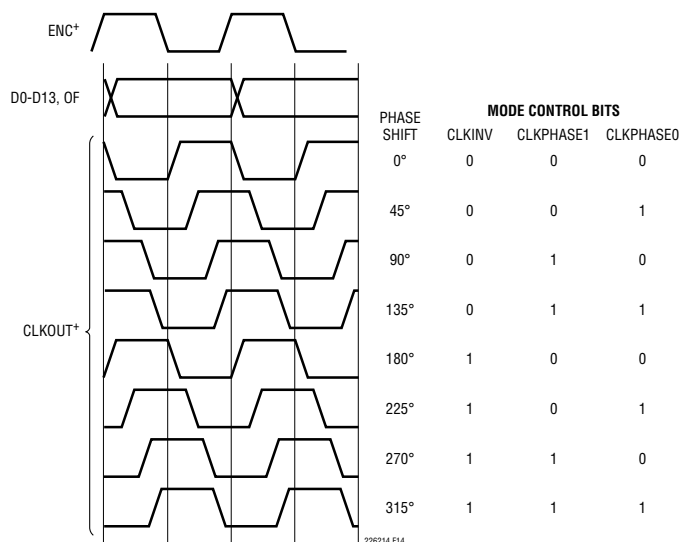 ENC+
D0-D13, OF
CLKOUT+
PHASE SHIFT
MODE CONTROL BITS
CLKINV CLKPHASE1 CLKPHASE0
0° 0 0 0
45° 0 0 1
90° 0 1 0
135° 0 1 1
180° 1 0 0
225° 1 0 1
270° 1 1 0
315° 1 1 1
226214 F14